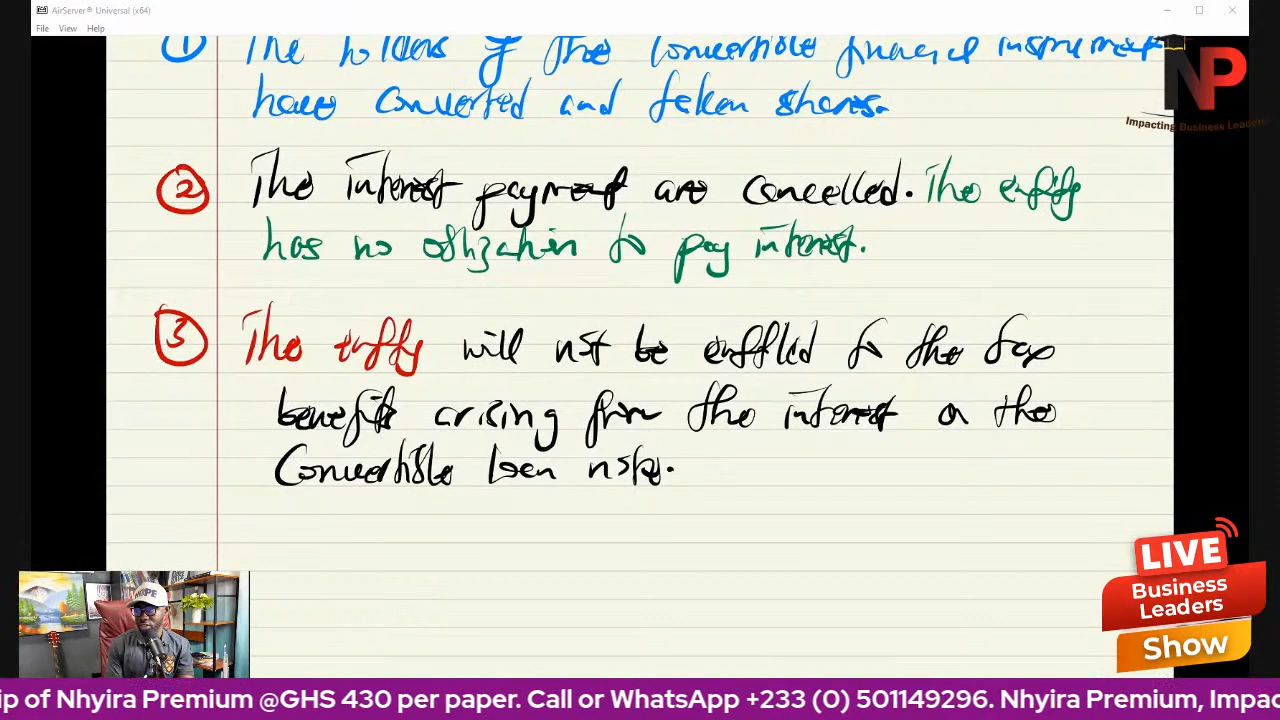 AirServer® Universal (x64)
File View Help
① The holders of the Convertible financial instrument
have converted and taken shares.
② The Interest payment are cancelled. The entity
has no obligation to pay interest.
③ The entity will not be entitled to the tax
benefits arising from the interest on the
Convertible loan note.
NP
Impacting Business Leaders
LIVE
Business
Leaders
Show
ip of Nhyira Premium @GHS 430 per paper. Call or WhatsApp +233 (0) 501149296. Nhyira Premium, Impac